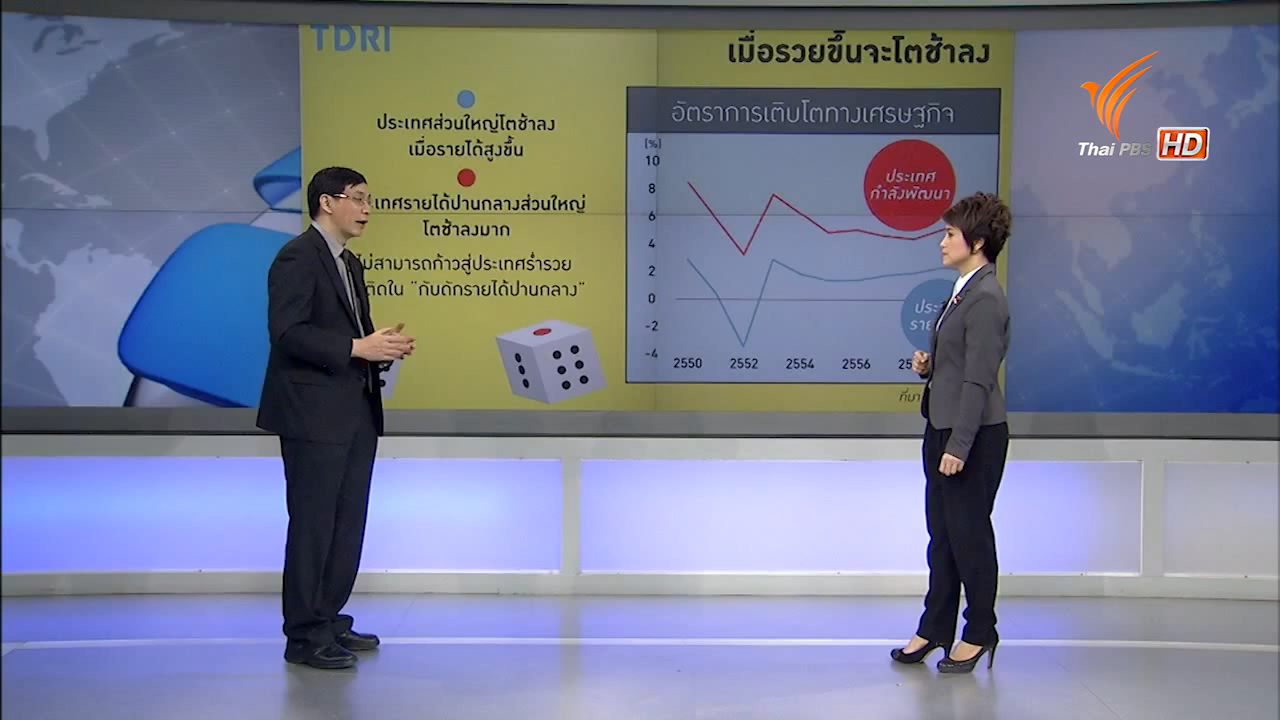 TDRI
เมื่อรวยขึ้นจะโตช้าลง
ประเทศส่วนใหญ่โตช้าลง
เมื่อรายได้สูงขึ้น
เทศรายได้ปานกลางส่วนใหญ่
โตช้าลงมาก
ไม่สามารถก้าวสู่ประเทศร่ำรวย
ติดใน "กับดักรายได้ปานกลาง"
อัตราการเติบโตทางเศรษฐกิจ
[%]
10
8
6
4
2
0
-2
-4
2550 2552 2554 2556
ประเทศ
กำลังพัฒนา
ที่มา
Thai PBS HD